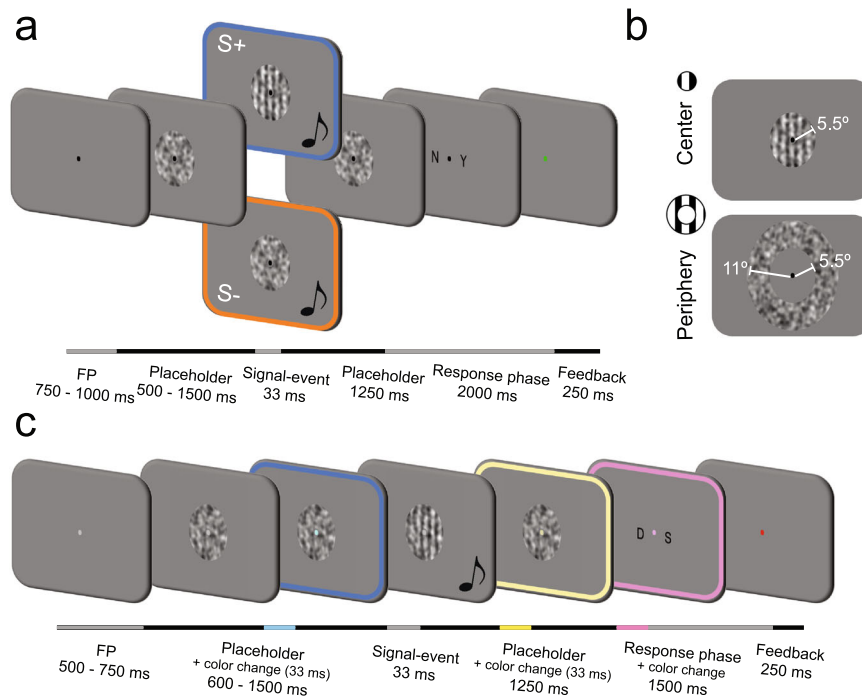 a
S+
N Y
S-
FP
750 - 1000 ms
Placeholder
500 - 1500 ms
Signal-event
33 ms
Placeholder
1250 ms
Response phase
2000 ms
Feedback
250 ms
b
Center
5.5º
Periphery
11º
5.5º
c
D S
FP
500 - 750 ms
Placeholder
+ color change (33 ms)
600 - 1500 ms
Signal-event
33 ms
Placeholder
+ color change (33 ms)
1250 ms
Response phase
+ color change
1500 ms
Feedback
250 ms